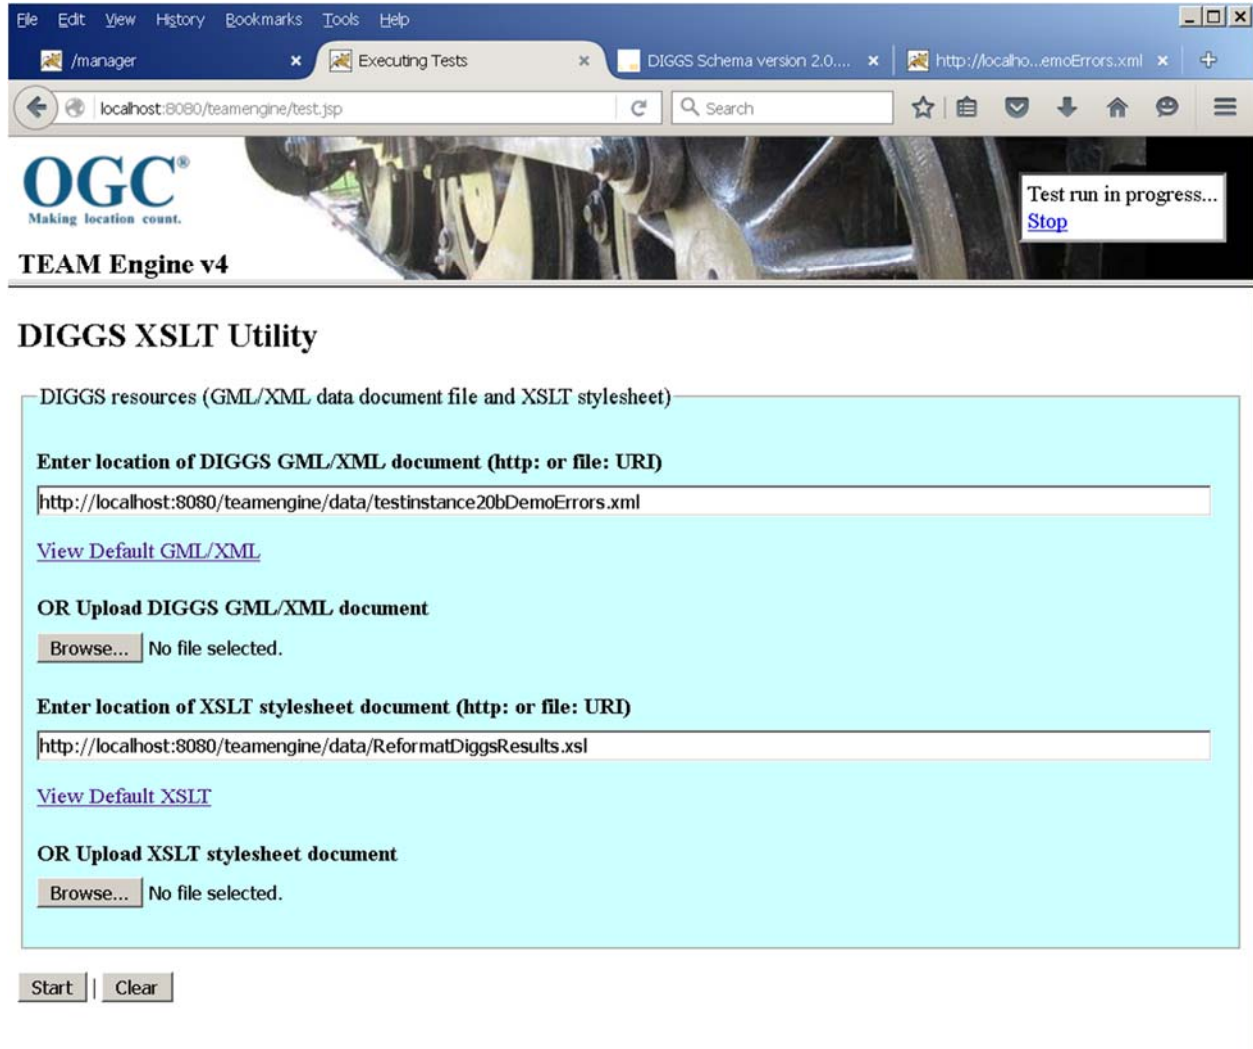 File Edit View History Bookmarks Tools Help
/manager × Executing Tests × DIGGS Schema version 2.0.... × http://localho...emoErrors.xml ×
localhost:8080/teamengine/test.jsp Search
OGC®
Making location count.
Test run in progress...
Stop
TEAM Engine v4
DIGGS XSLT Utility
DIGGS resources (GML/XML data document file and XSLT stylesheet)
Enter location of DIGGS GML/XML document (http: or file: URI)
http://localhost:8080/teamengine/data/testinstance20bDemoErrors.xml
View Default GML/XML
OR Upload DIGGS GML/XML document
Browse... No file selected.
Enter location of XSLT stylesheet document (http: or file: URI)
http://localhost:8080/teamengine/data/ReformatDiggsResults.xsl
View Default XSLT
OR Upload XSLT stylesheet document
Browse... No file selected.
Start | Clear